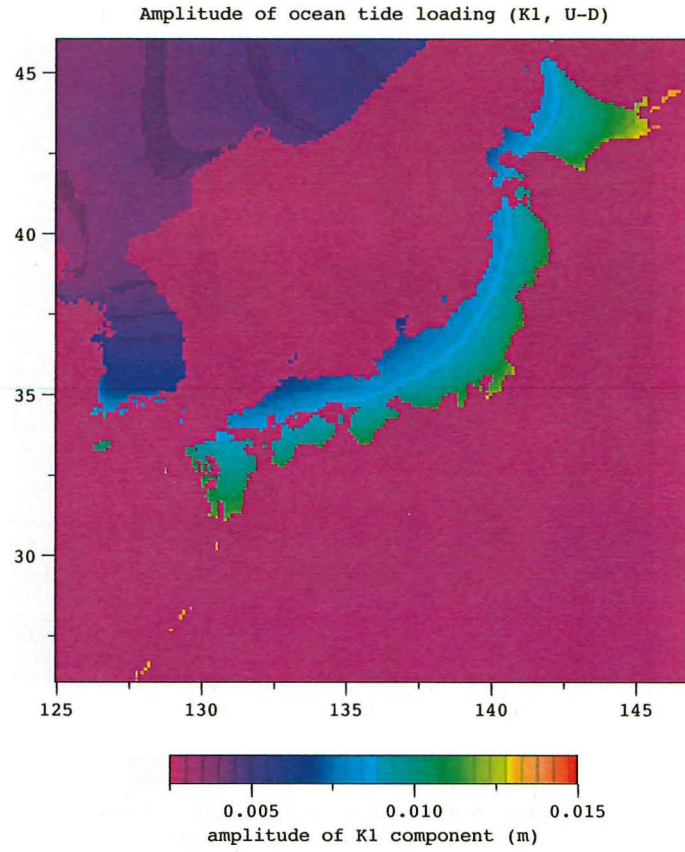 Amplitude of ocean tide loading (K1, U-D)
45
40
35
30
125 130 135 140 145
0.005 0.010 0.015
amplitude of K1 component (m)